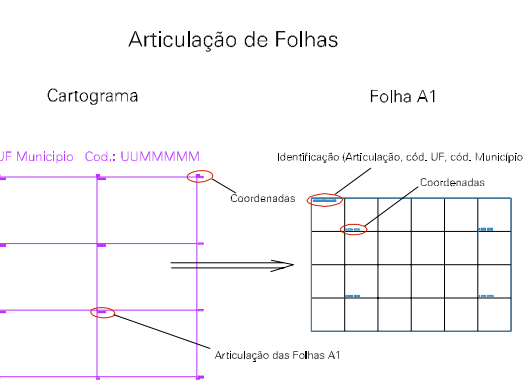 Articulação de Folhas
Cartograma
Folha A1
UF Municipio Cod.: UUMMMMM
Identificação (Articulação, cód. UF, cód. Município
Coordenadas
Coordenadas
Articulação das Folhas A1